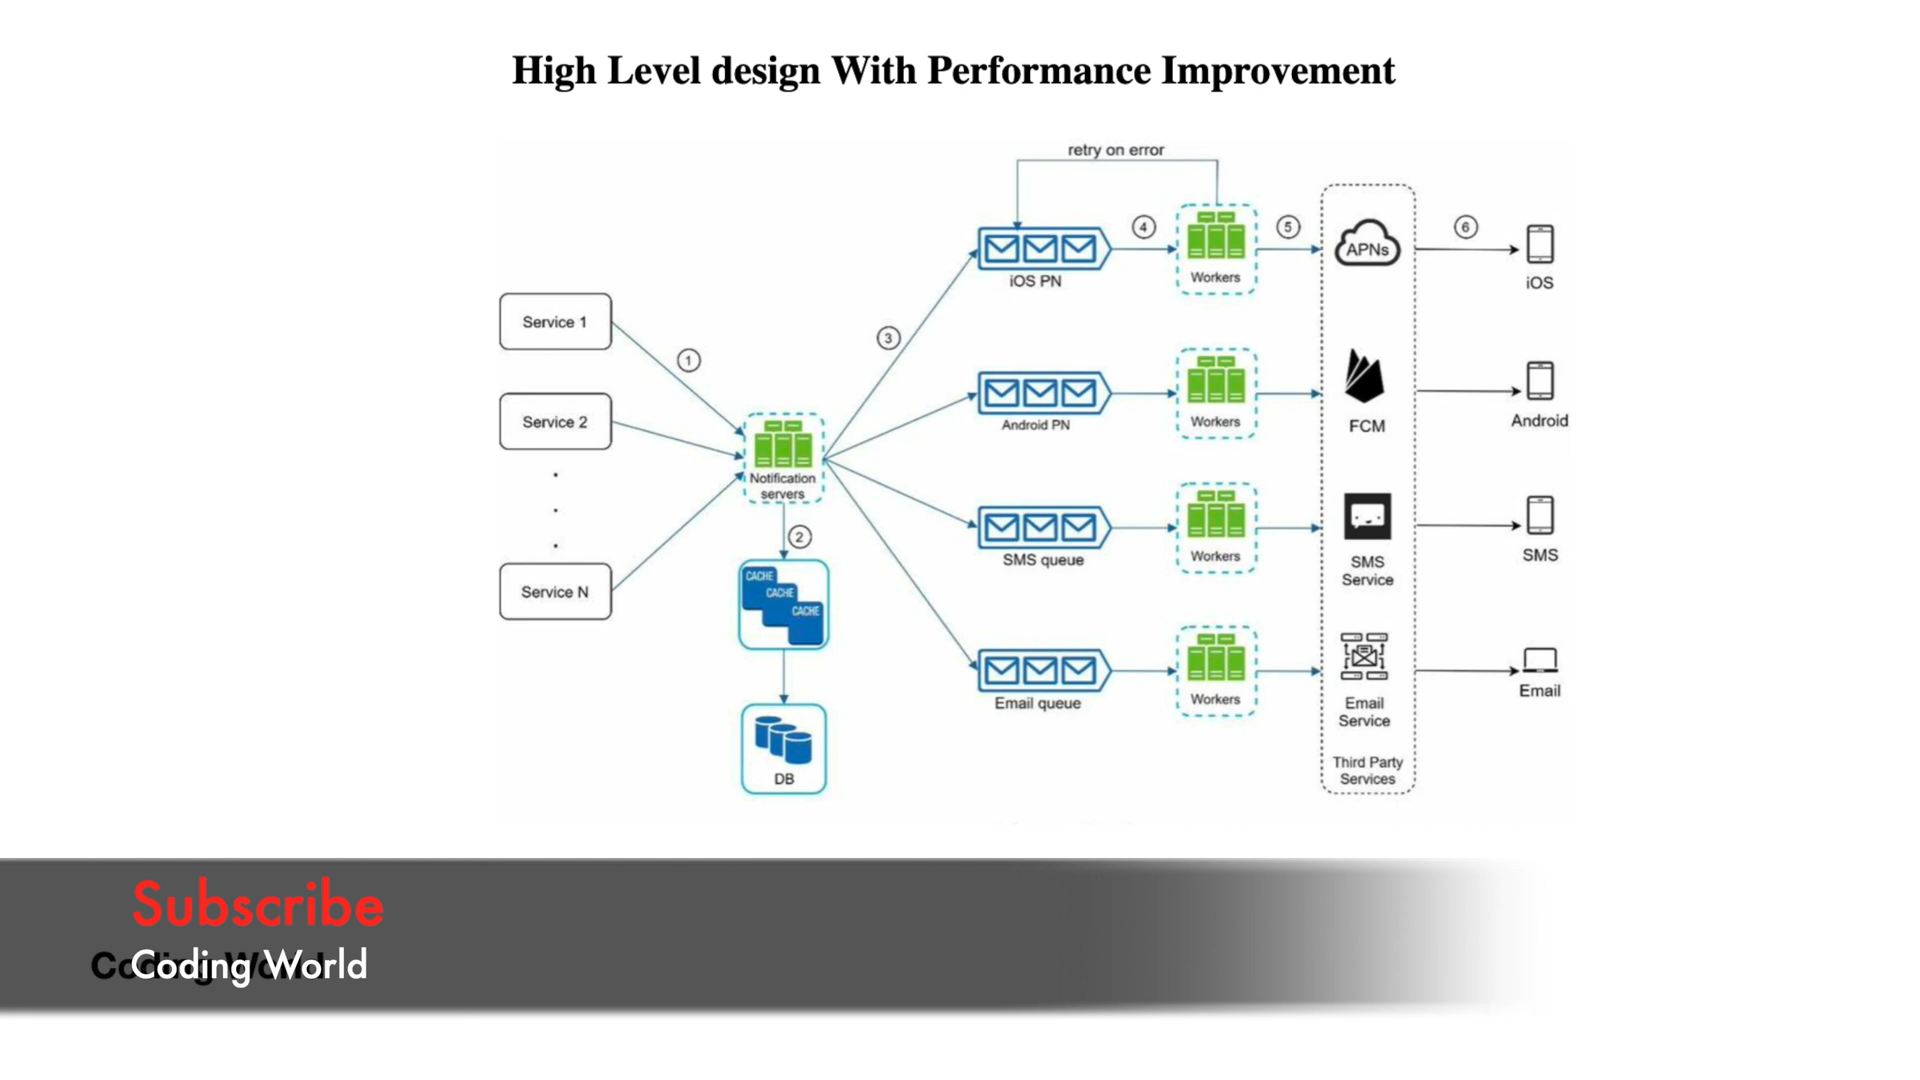 High Level design With Performance Improvement
retry on error
4
5
6
APNs
iOS PN
Workers
iOS
Service 1
1
3
Service 2
Android PN
Workers
FCM
Android
Notification
servers
2
SMS queue
Workers
SMS
Service
SMS
CACHE
CACHE
CACHE
Service N
Email queue
Workers
Email
Service
Email
DB
Third Party
Services
Subscribe
Coding World
Coding World